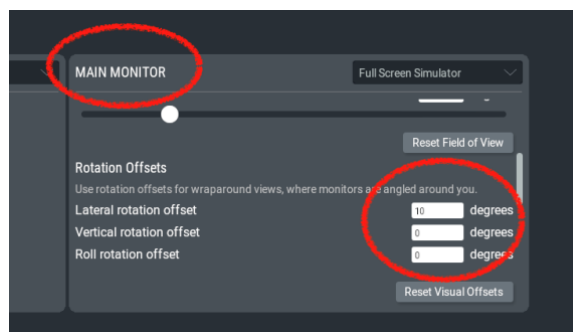 MAIN MONITOR
Full Screen Simulator
Reset Field of View
Rotation Offsets
Use rotation offsets for wraparound views, where monitors are angled around you.
Lateral rotation offset 10 degrees
Vertical rotation offset 0 degrees
Roll rotation offset 0 degrees
Reset Visual Offsets